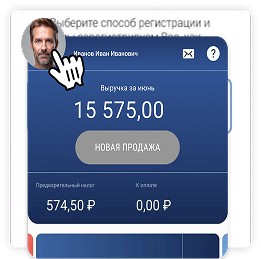 Выберите способ регистрации и
Иванов Иван Иванович
?
Выручка за июнь
15 575,00
НОВАЯ ПРОДАЖА
Предварительный налог
К оплате
574,50 ₽
0,00 ₽